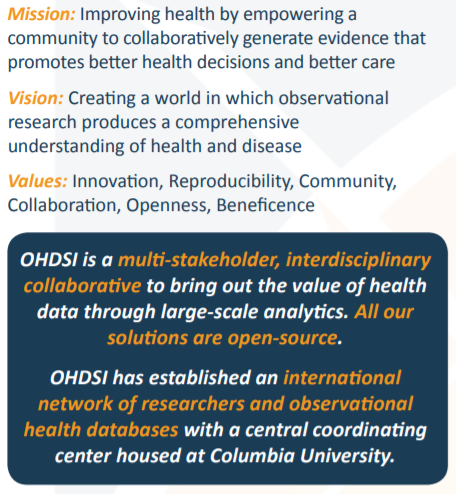 Mission: Improving health by empowering a
community to collaboratively generate evidence that
promotes better health decisions and better care
Vision: Creating a world in which observational
research produces a comprehensive
understanding of health and disease
Values: Innovation, Reproducibility, Community,
Collaboration, Openness, Beneficence
OHDSI is a multi-stakeholder, interdisciplinary
collaborative to bring out the value of health
data through large-scale analytics. All our
solutions are open-source.
OHDSI has established an international
network of researchers and observational
health databases with a central coordinating
center housed at Columbia University.